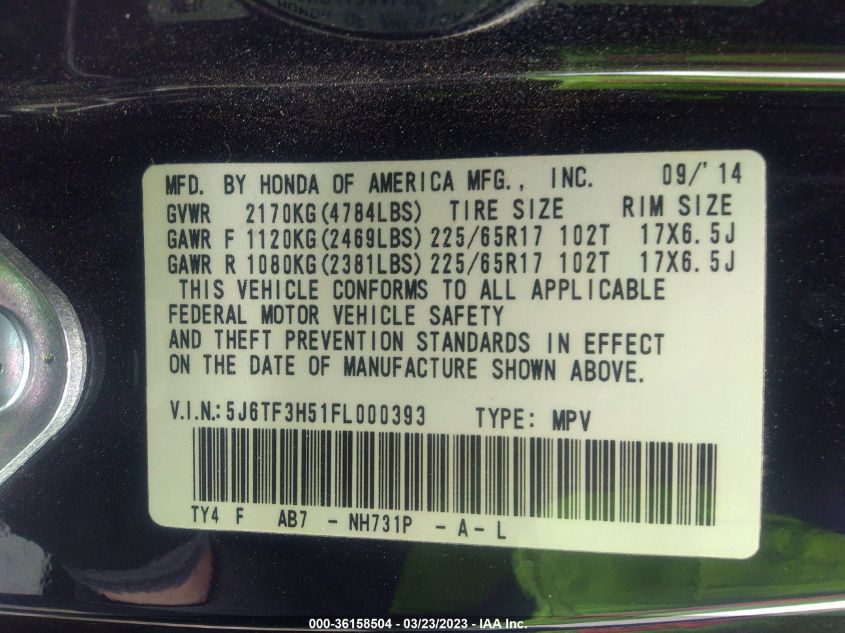 MFD. BY HONDA OF AMERICA MFG., INC. 09/'14
GVWR 2170KG(4784LBS) TIRE SIZE RIM SIZE
GAWR F 1120KG(2469LBS) 225/65R17 102T 17X6.5J
GAWR R 1080KG(2381LBS) 225/65R17 102T 17X6.5J
THIS VEHICLE CONFORMS TO ALL APPLICABLE
FEDERAL MOTOR VEHICLE SAFETY
AND THEFT PREVENTION STANDARDS IN EFFECT
ON THE DATE OF MANUFACTURE SHOWN ABOVE.
V.I.N.: 5J6TF3H51FL000393 TYPE: MPV
TY4 F AB7 - NH731P - A - L
000-36158504 / 03/23/2023 / IAA Inc.